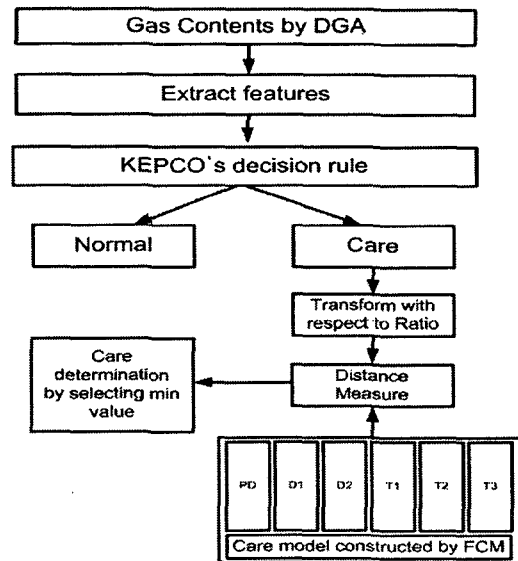 Gas Contents by DGA
Extract features
KEPCO`s decision rule
Normal
Care
Transform with
respect to Ratio
Care
determination
by selecting min
value
Distance
Measure
PD D1 D2 T1 T2 T3
Care model constructed by FCM